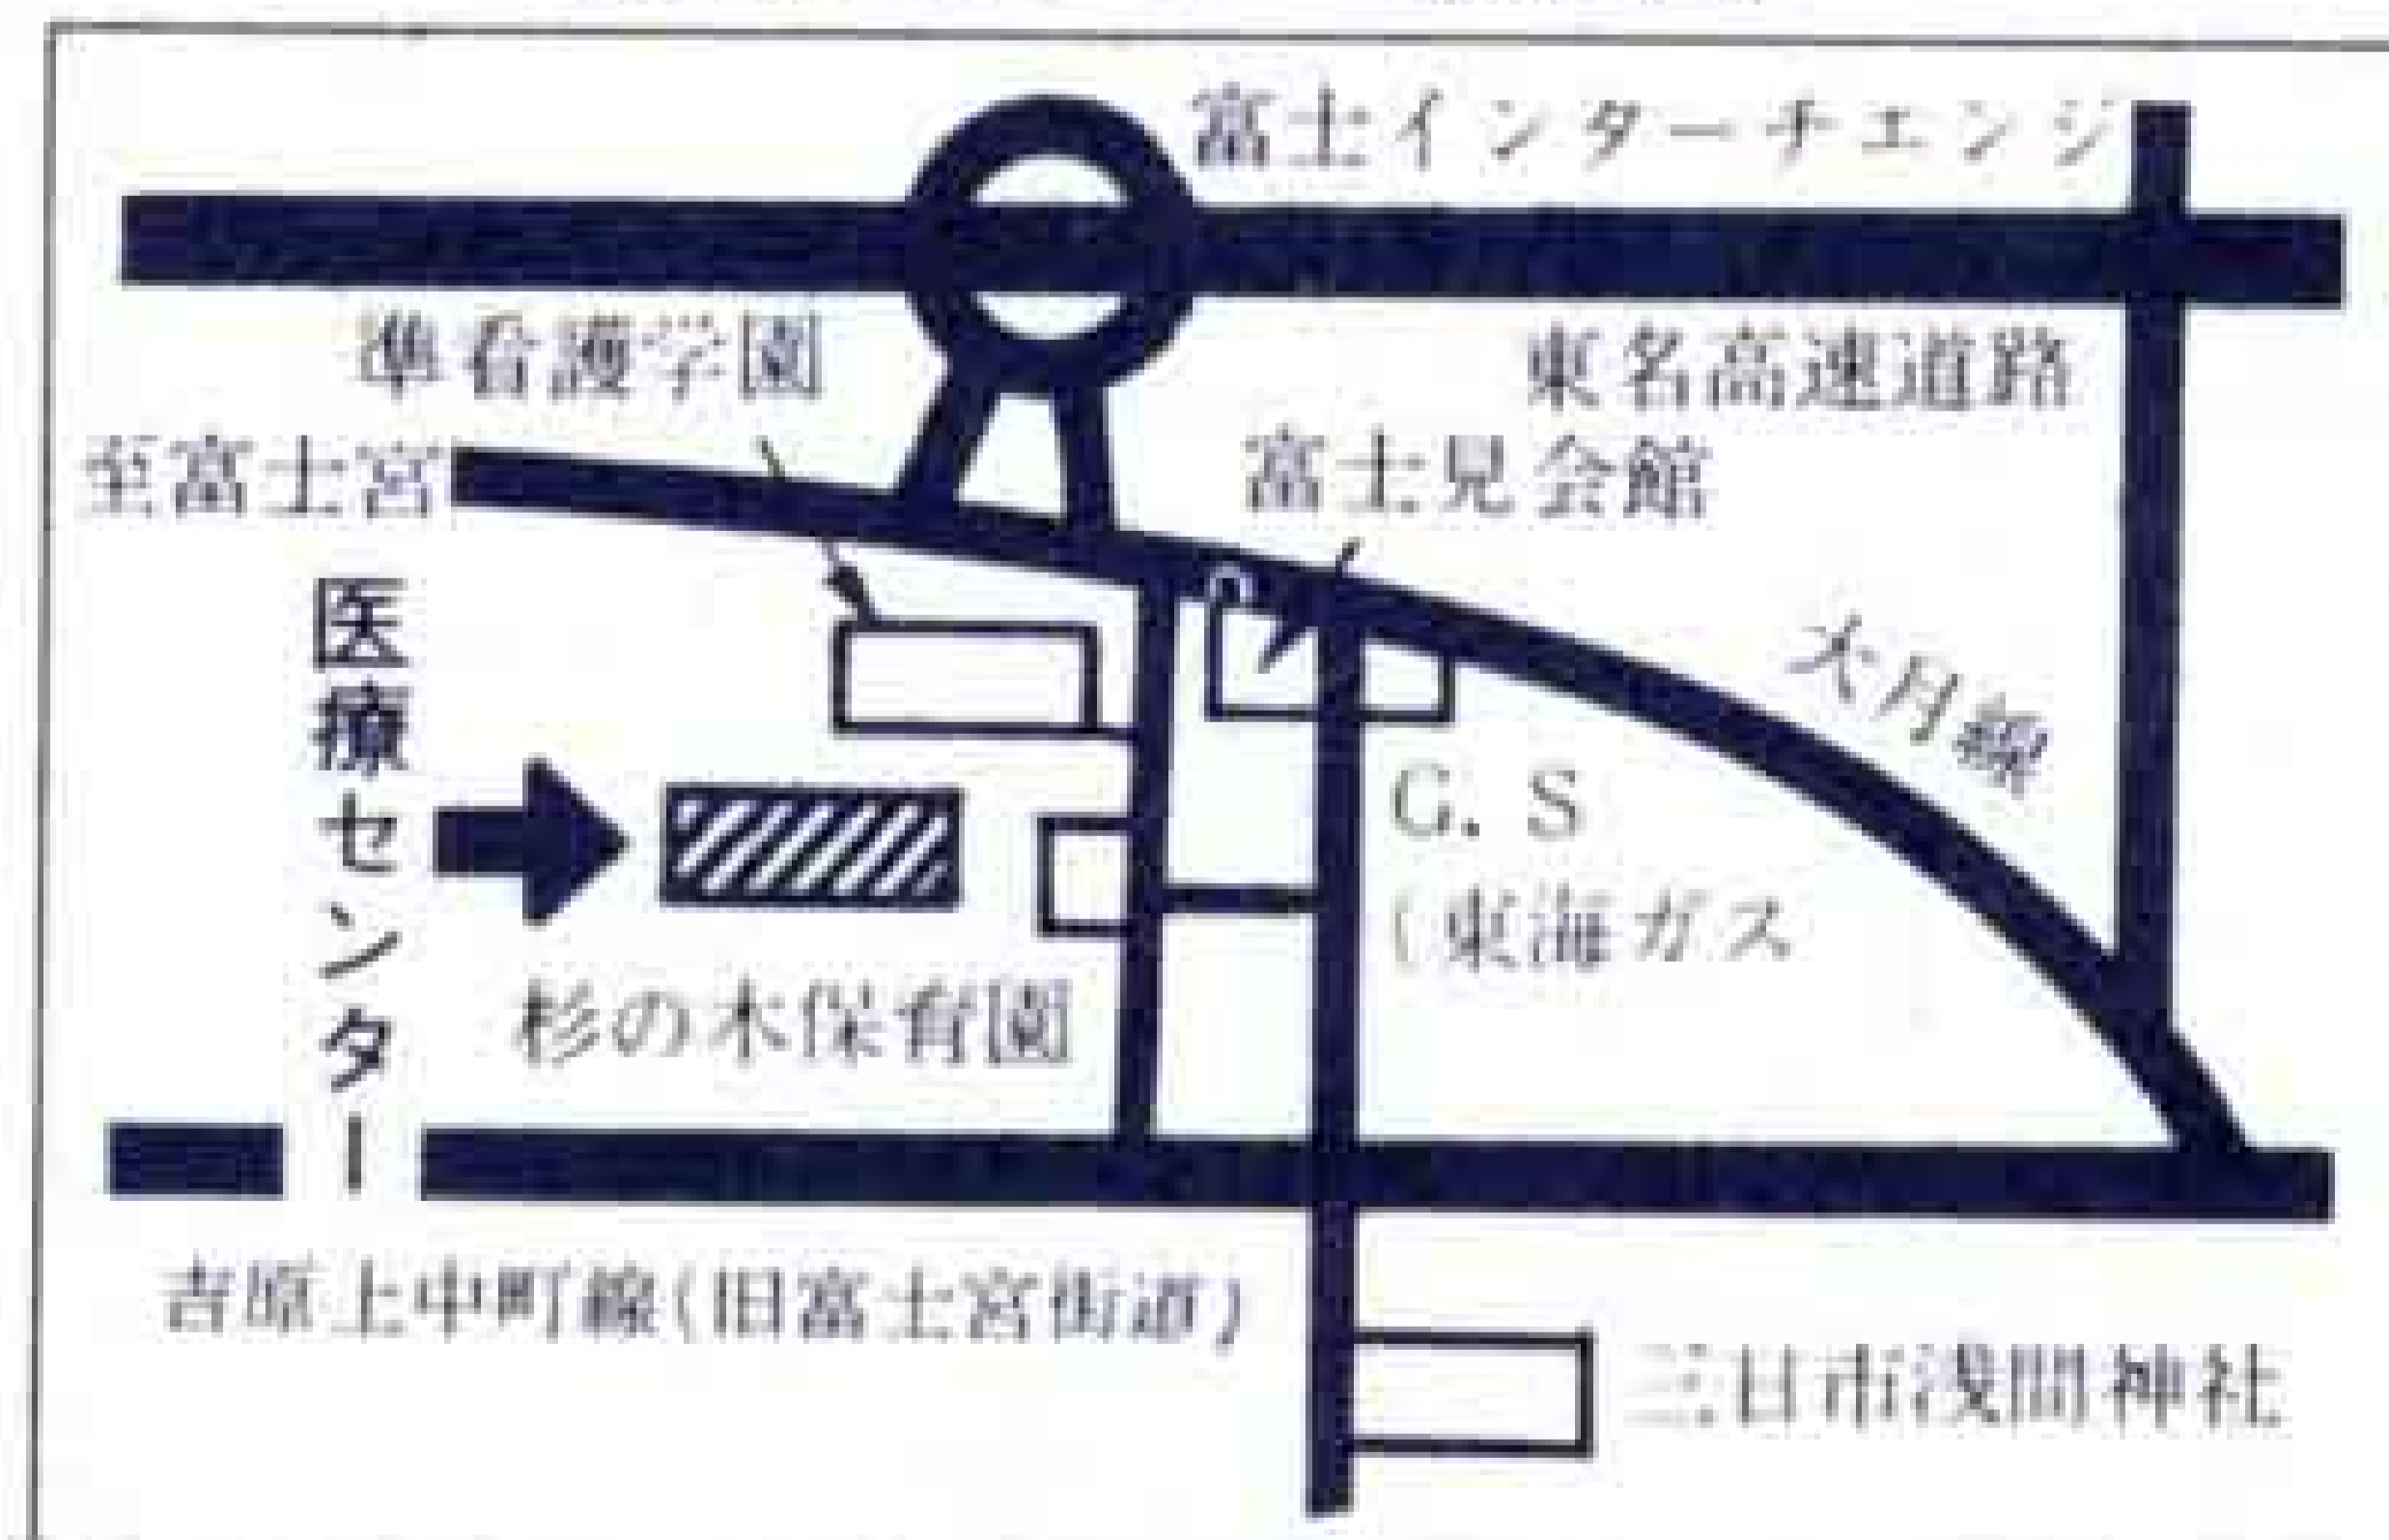 富士インターチェンジ
準看護学園
東名高速道路
至富士宮
富士見会館
大月線
医療センター
G. S
(東海ガス
杉の木保育園
吉原上中町線(旧富士宮街道)
三日市浅間神社